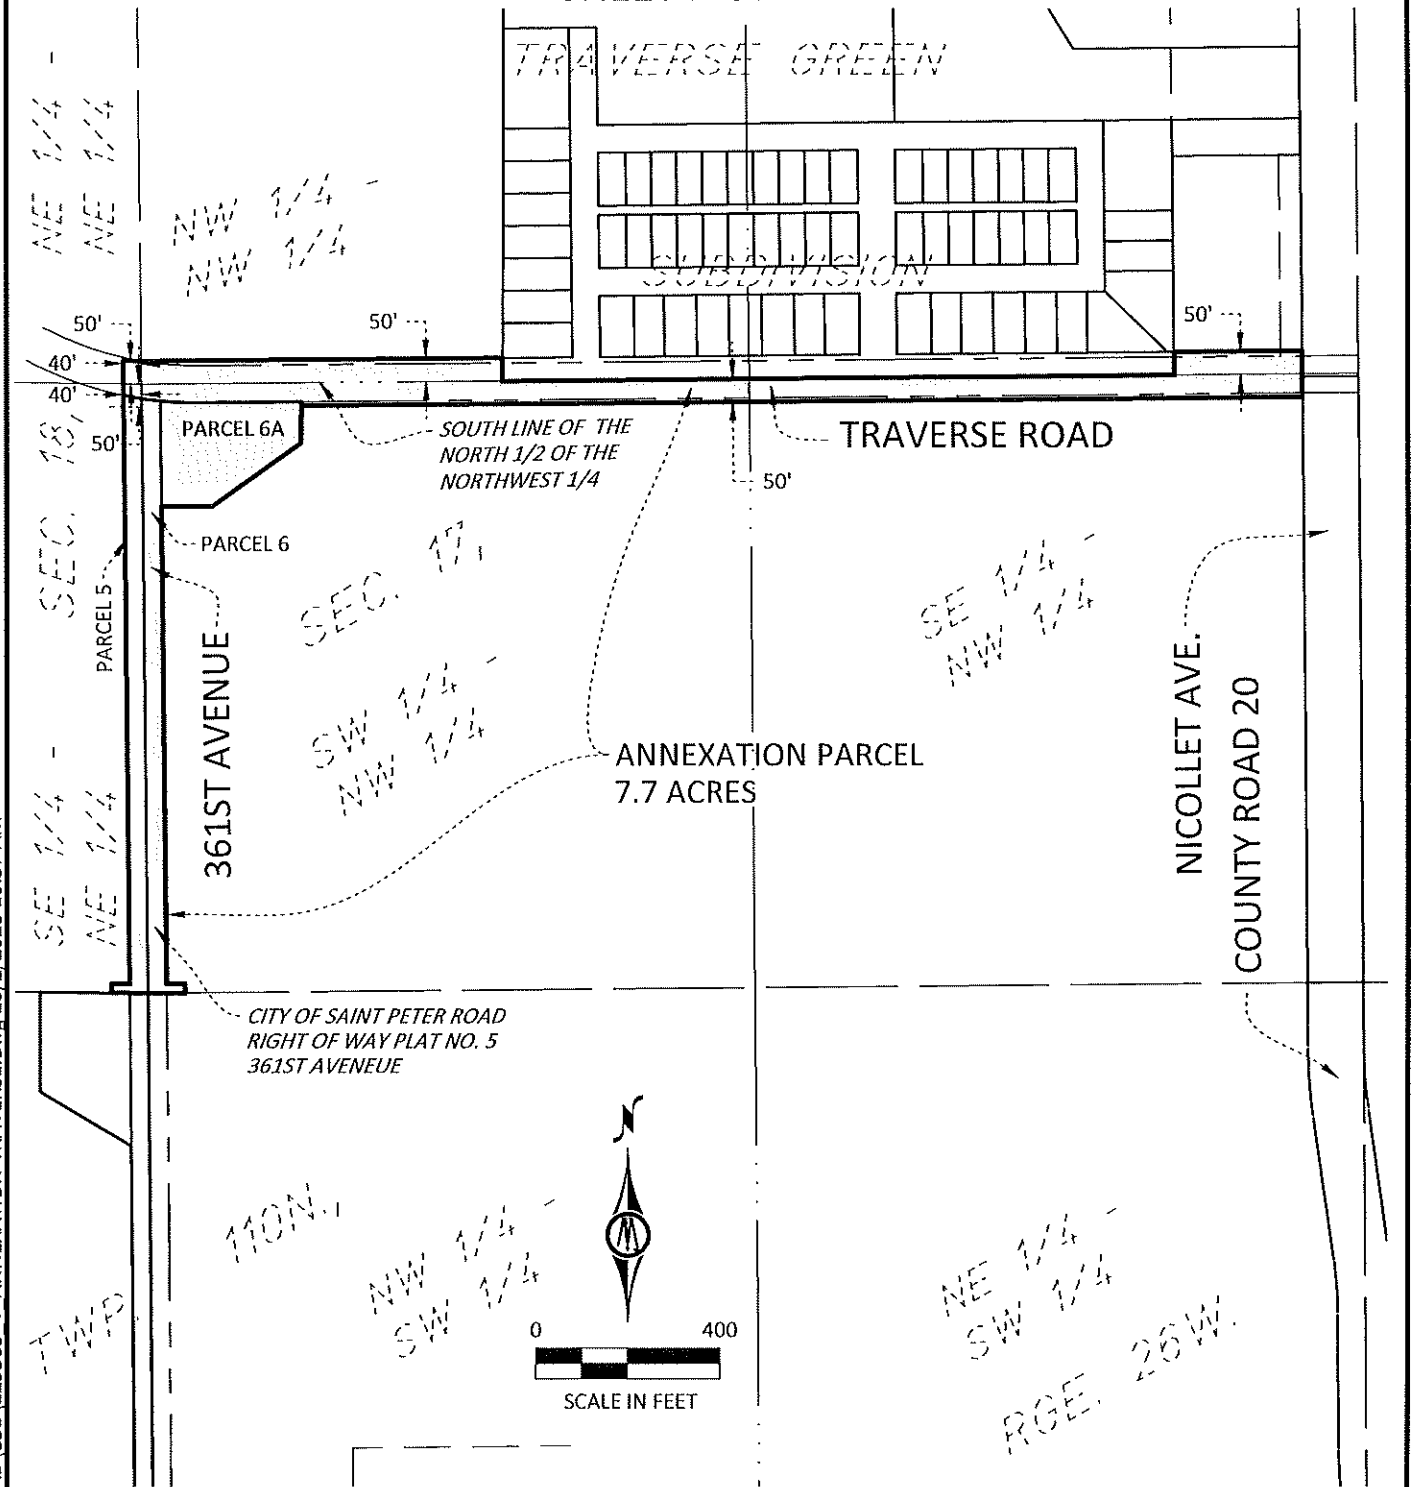 TRAVERSE GREEN
NE 1/4 -
NE 1/4
NW 1/4 -
NW 1/4
SUBDIVISION
50'
50'
50'
40'
40'
50'
PARCEL 6A
SOUTH LINE OF THE
NORTH 1/2 OF THE
NORTHWEST 1/4
TRAVERSE ROAD
50'
SEC. 18,
PARCEL 6
PARCEL 5
SEC. 17,
SE 1/4 -
NW 1/4
361ST AVENUE
SW 1/4 -
NW 1/4
NICOLLET AVE.
COUNTY ROAD 20
ANNEXATION PARCEL
7.7 ACRES
SE 1/4 -
NE 1/4
CITY OF SAINT PETER ROAD
RIGHT OF WAY PLAT NO. 5
361ST AVENEUE
N
M
TWP
110N.,
NW 1/4 -
SW 1/4
NE 1/4 -
SW 1/4
RGE. 26W.
0 400
SCALE IN FEET